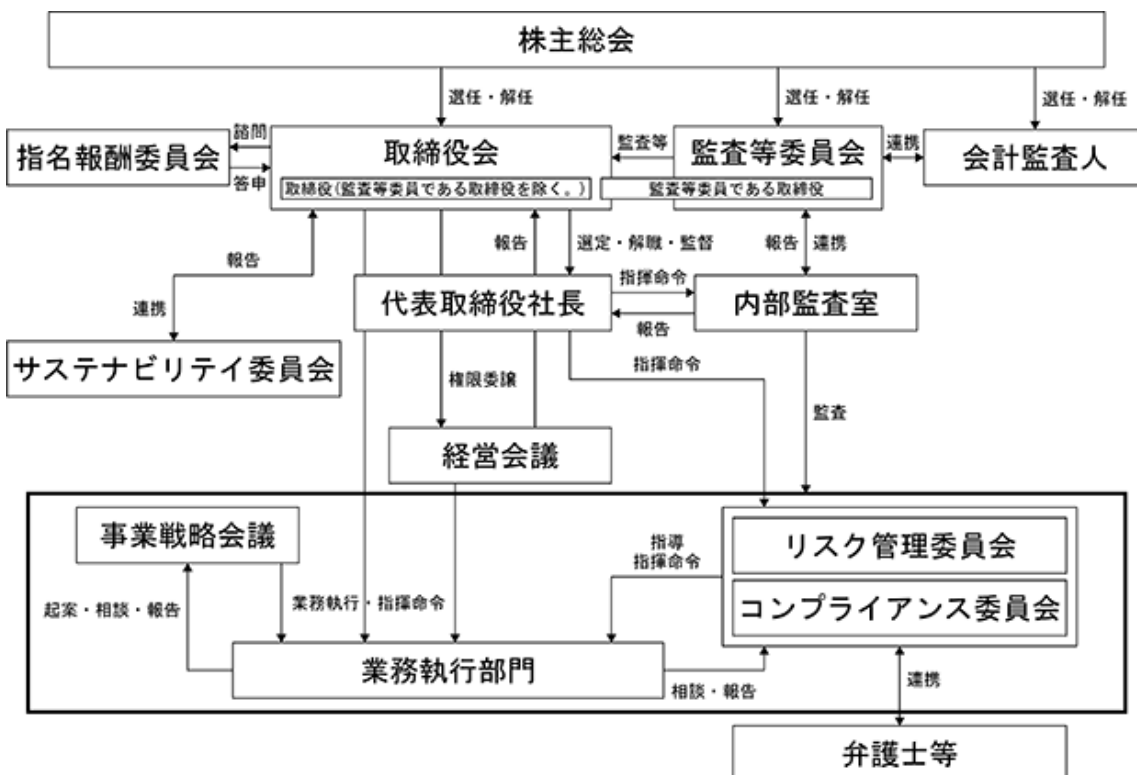 株主総会
選任・解任
選任・解任
選任・解任
指名報酬委員会
諮問
答申
取締役会
取締役(監査等委員である取締役を除く。)
監査等
監査等委員会
監査等委員である取締役
連携
会計監査人
報告
連携
報告
選定・解職・監督
報告
連携
代表取締役社長
指揮命令
報告
内部監査室
サステナビリテイ委員会
権限委譲
指揮命令
監査
経営会議
事業戦略会議
起案・相談・報告
業務執行・指揮命令
指導
指揮命令
リスク管理委員会
コンプライアンス委員会
業務執行部門
相談・報告
連携
弁護士等